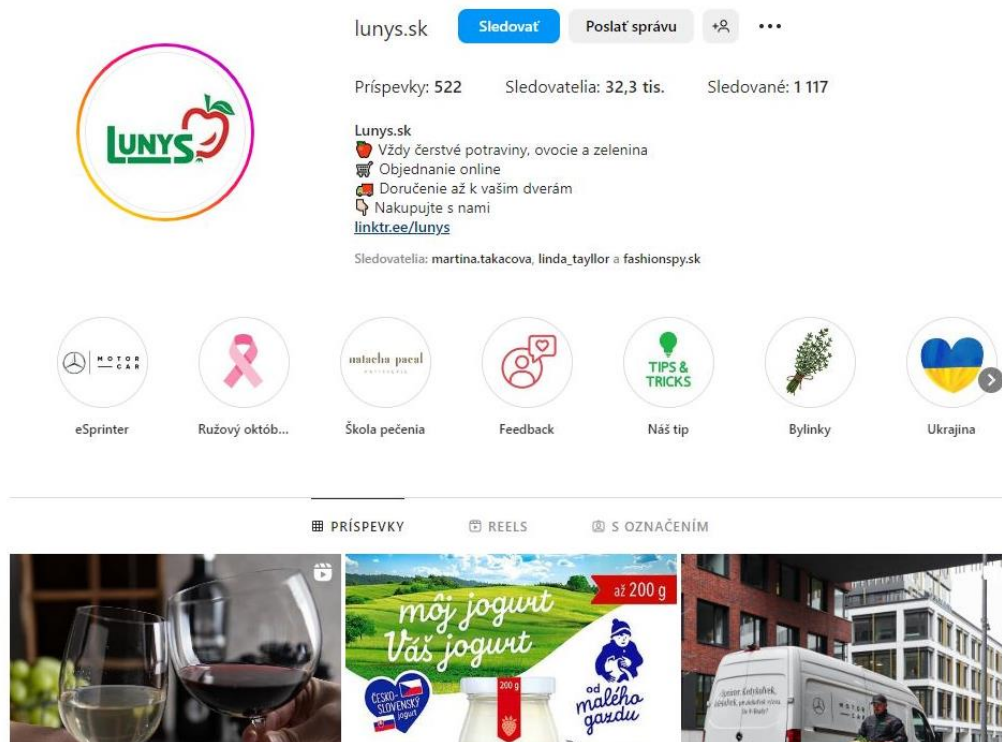 lunys.sk
Sledovať
Poslať správu
Príspevky: 522
Sledovatelia: 32,3 tis.
Sledované: 1 117
LUNYS
Lunys.sk
Vždy čerstvé potraviny, ovocie a zelenina
Objednanie online
Doručenie až k vašim dverám
Nakupujte s nami
linktr.ee/lunys
Sledovatelia: martina.takacova, linda_tayllor a fashionspy.sk
MOTOR
CAR
natacha pacal
TIPS &
TRICKS
eSprinter
Ružový októb...
Škola pečenia
Feedback
Náš tip
Bylinky
Ukrajina
PRÍSPEVKY
REELS
S OZNAČENÍM
môj jogurt
Váš jogurt
až 200 g
ČESKO-
SLOVENSKÝ
jogurt
200 g
od
malého
gazdu
MOTOR
CAR